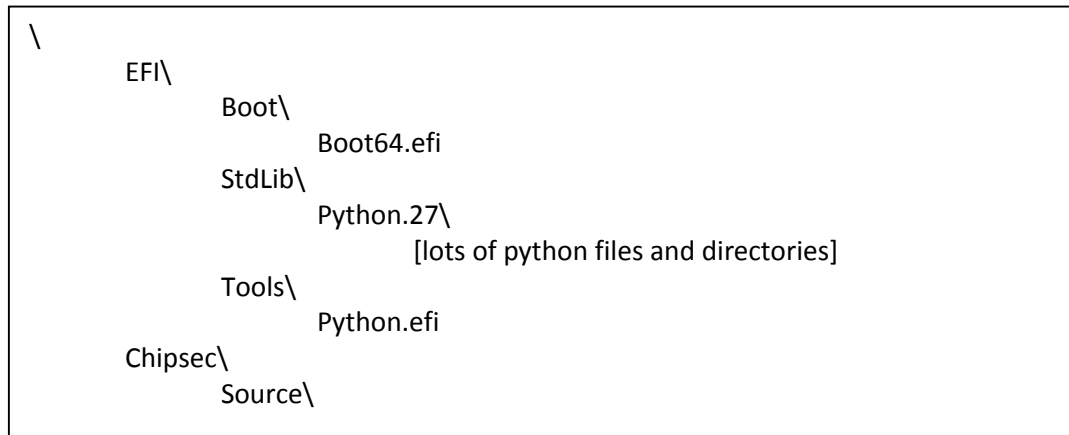 \
EFI\
Boot\
Boot64.efi
StdLib\
Python.27\
[lots of python files and directories]
Tools\
Python.efi
Chipsec\
Source\